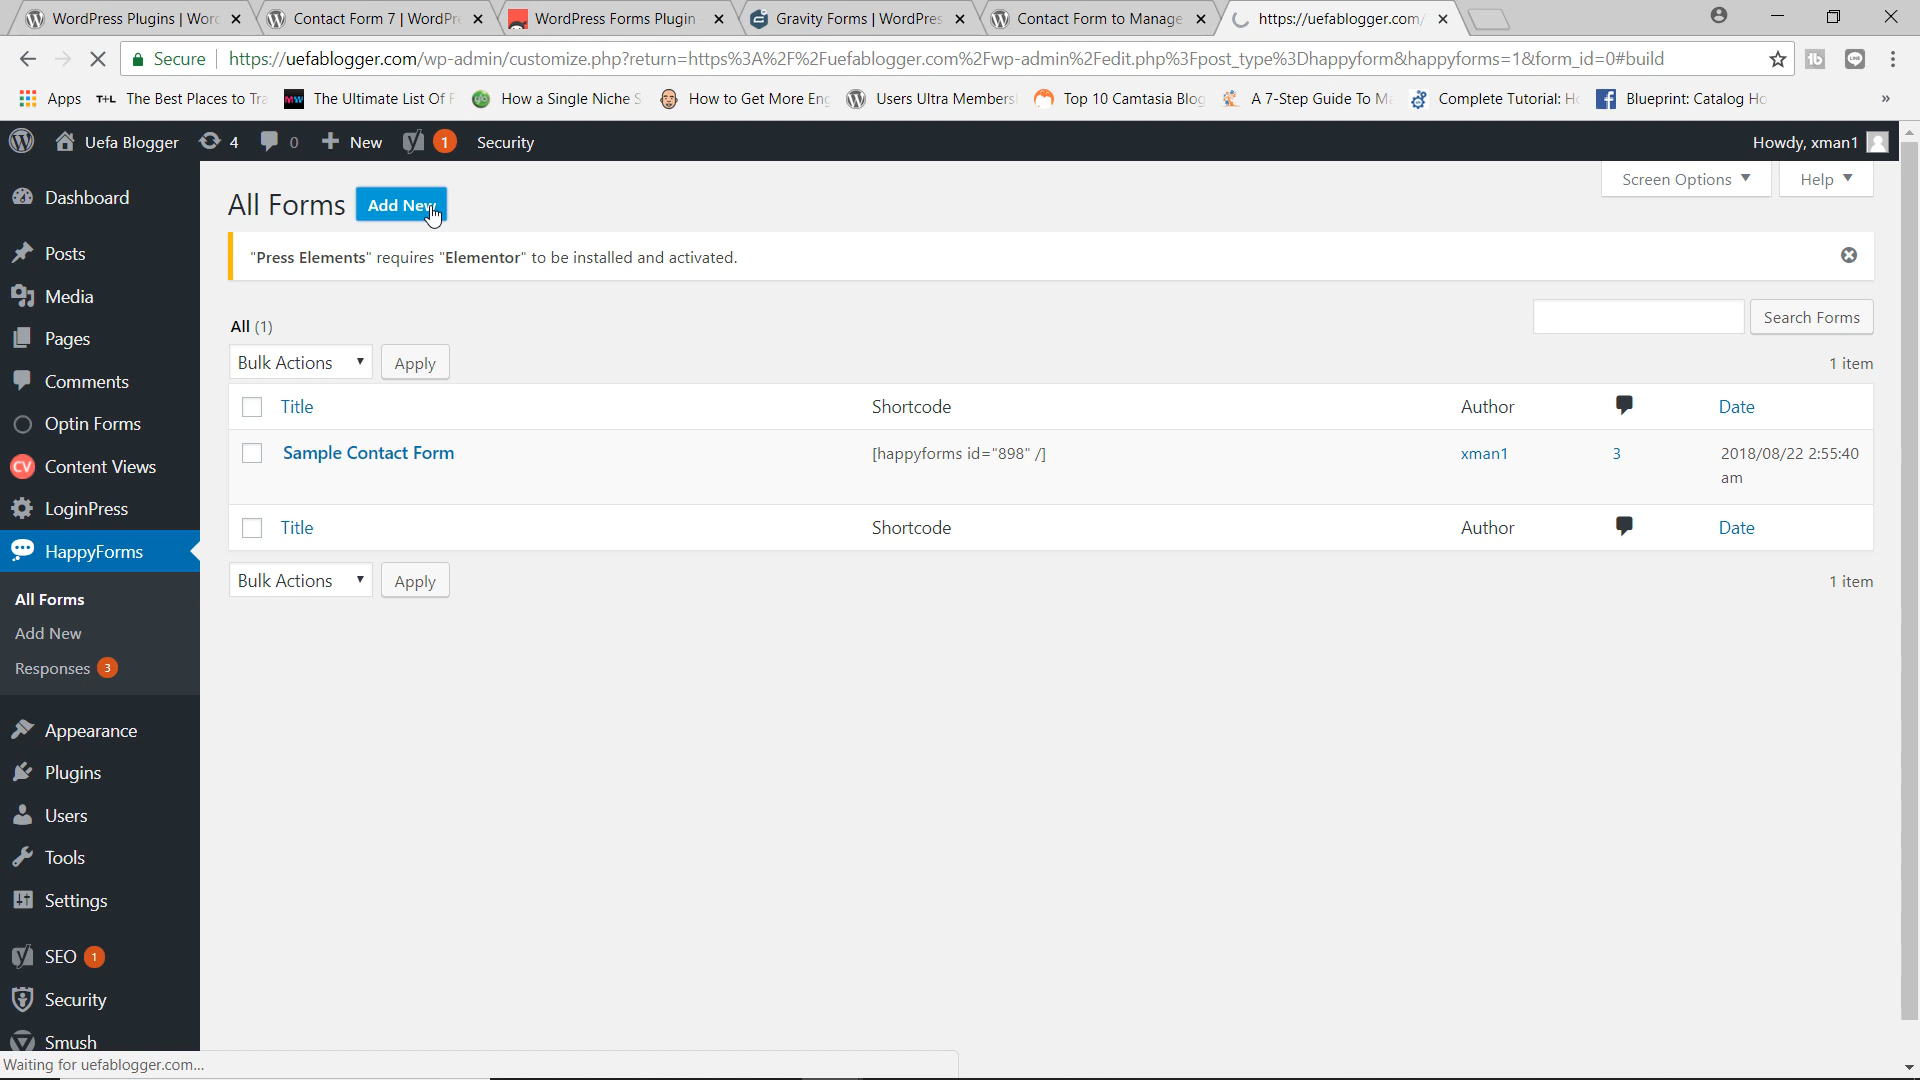 WordPress Plugins | Wor
Contact Form 7 | WordPr
WordPress Forms Plugin
Gravity Forms | WordPres
Contact Form to Manage
https://uefablogger.com/
Secure
https://uefablogger.com/wp-admin/customize.php?return=https%3A%2F%2Fuefablogger.com%2Fwp-admin%2Fedit.php%3Fpost_type%3Dhappyform&happyforms=1&form_id=0#build
Apps
T+L The Best Places to Tra
MW The Ultimate List Of
How a Single Niche S
How to Get More Eng
Users Ultra Members
Top 10 Camtasia Blog
A 7-Step Guide To Ma
Complete Tutorial: Ho
Blueprint: Catalog Ho
»
Uefa Blogger
4
0
New
1
Security
Howdy, xman1
Dashboard
Posts
Media
Pages
Comments
Optin Forms
CV Content Views
LoginPress
HappyForms
All Forms
Add New
Responses 3
Appearance
Plugins
Users
Tools
Settings
SEO 1
Security
Smush
Screen Options
Help
All Forms
Add New
"Press Elements" requires "Elementor" to be installed and activated.
All (1)
Search Forms
Bulk Actions
Apply
1 item
Title Shortcode Author Date
Sample Contact Form [happyforms id="898" /] xman1 3 2018/08/22 2:55:40
am
Title Shortcode Author Date
Bulk Actions
Apply
1 item
Waiting for uefablogger.com...